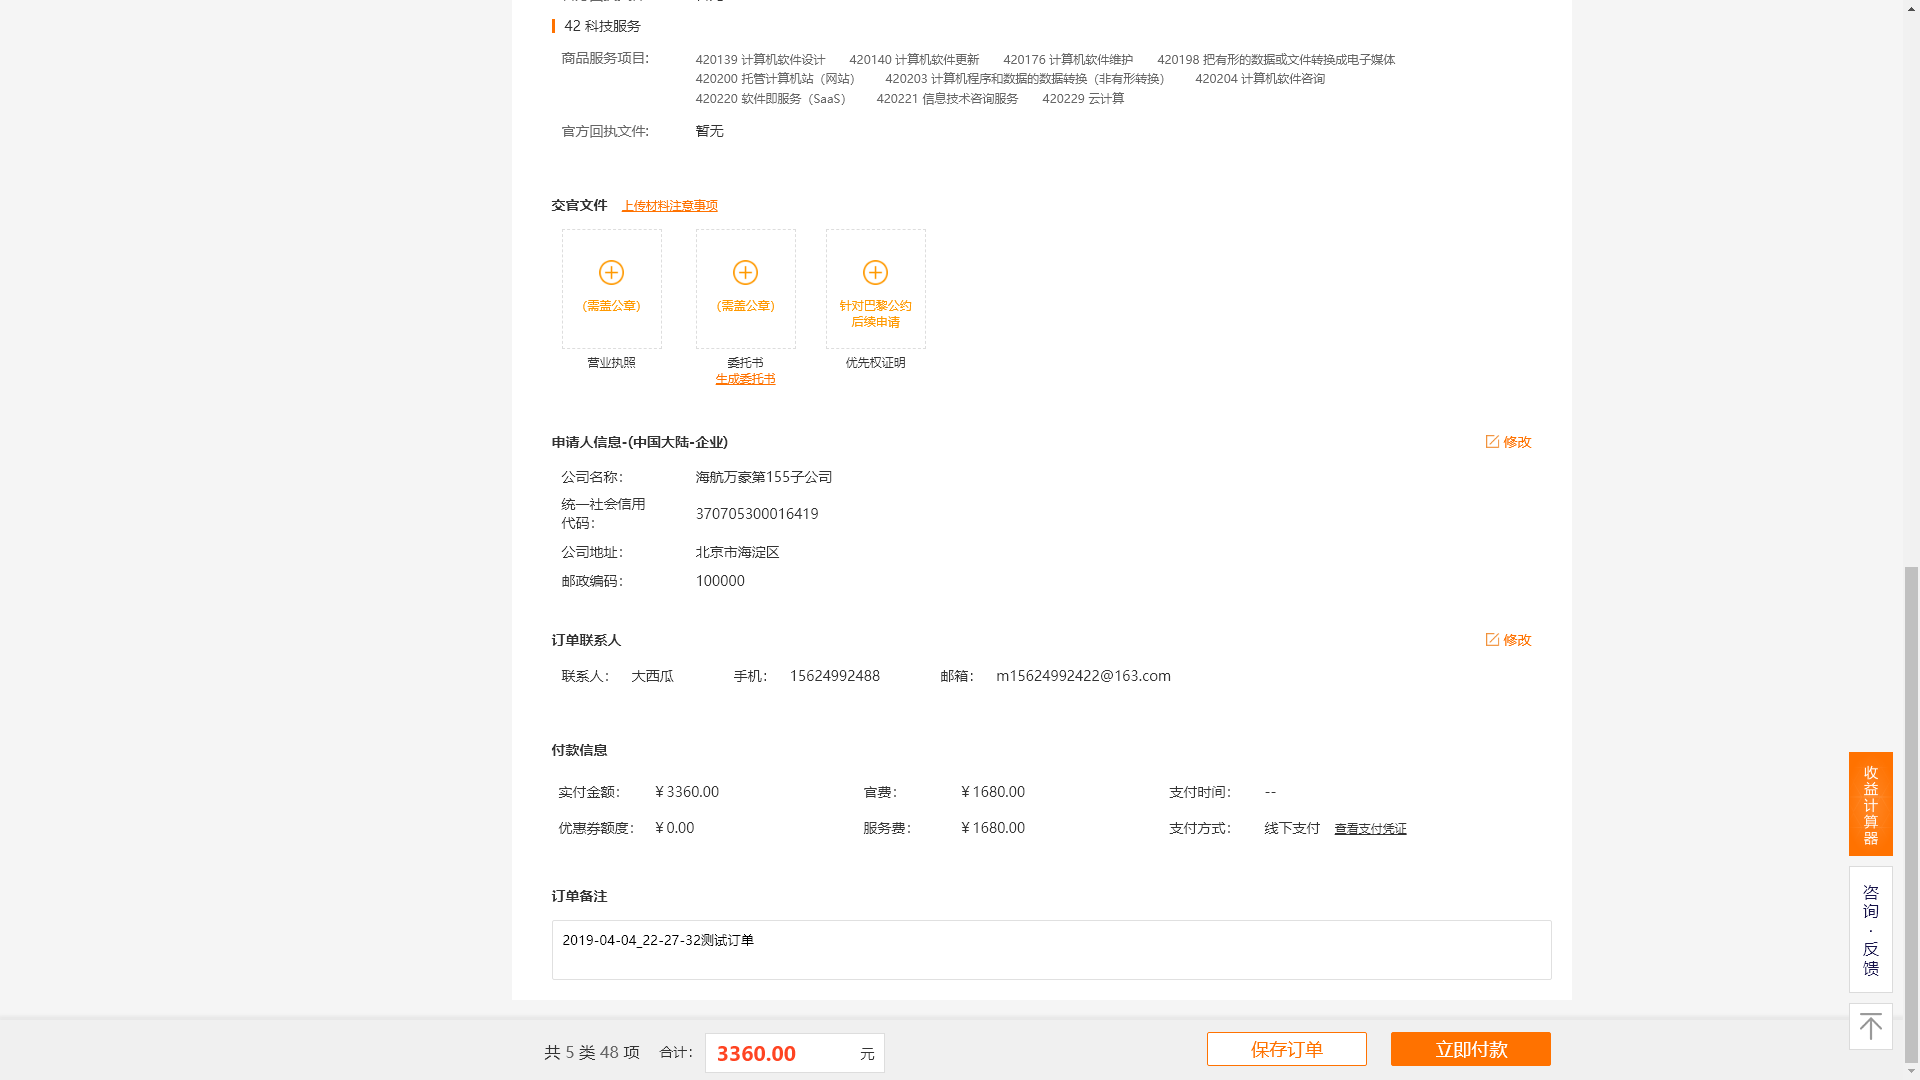 42 科技服务
商品服务项目:
420139 计算机软件设计 420140 计算机软件更新 420176 计算机软件维护 420198 把有形的数据或文件转换成电子媒体
420200 托管计算机站（网站） 420203 计算机程序和数据的数据转换（非有形转换） 420204 计算机软件咨询
420220 软件即服务（SaaS） 420221 信息技术咨询服务 420229 云计算
官方回执文件: 暂无
交官文件 上传材料注意事项
(需盖公章) (需盖公章) 针对巴黎公约
后续申请
营业执照 委托书 优先权证明
生成委托书
申请人信息-(中国大陆-企业) 修改
公司名称： 海航万豪第155子公司
统一社会信用
代码： 370705300016419
公司地址： 北京市海淀区
邮政编码： 100000
订单联系人 修改
联系人： 大西瓜 手机： 15624992488 邮箱： m15624992422@163.com
付款信息
实付金额： ¥ 3360.00 官费： ¥ 1680.00 支付时间： --
优惠券额度： ¥ 0.00 服务费： ¥ 1680.00 支付方式： 线下支付 查看支付凭证
订单备注
2019-04-04_22-27-32测试订单
共 5 类 48 项 合计： 3360.00 元 保存订单 立即付款
收益计算器
咨询·反馈